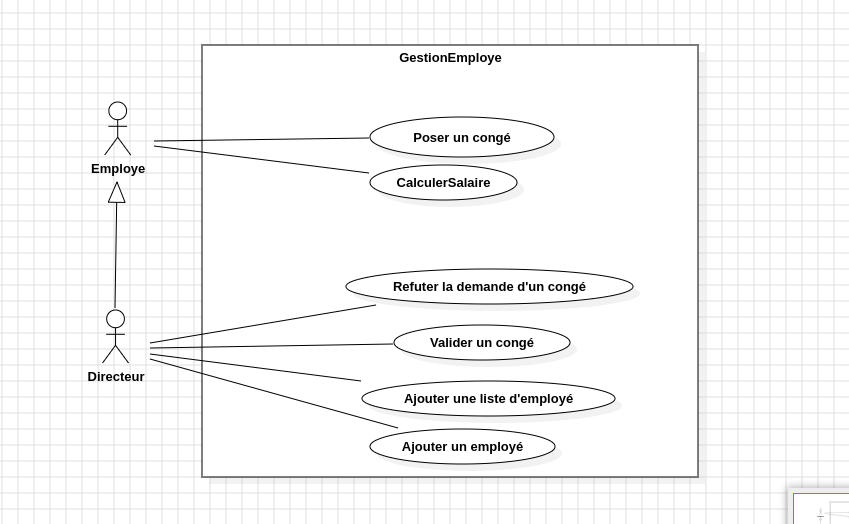 GestionEmploye
Poser un congé
Employe
CalculerSalaire
Refuter la demande d'un congé
Valider un congé
Directeur
Ajouter une liste d'employé
Ajouter un employé